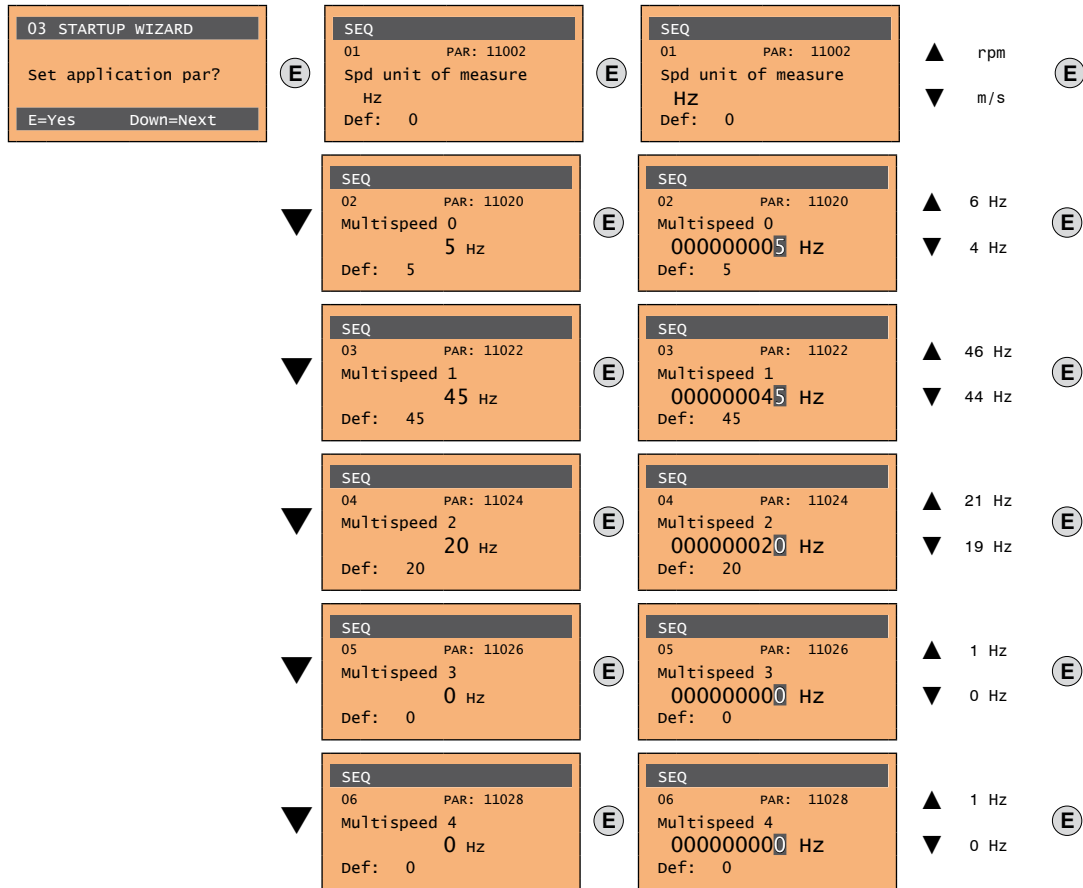 03 STARTUP WIZARD
Set application par?
E=Yes Down=Next
E
SEQ
01 PAR: 11002
Spd unit of measure
Hz
Def: 0
E
SEQ
01 PAR: 11002
Spd unit of measure
Hz
Def: 0
▲ rpm
▼ m/s
E
▼
SEQ
02 PAR: 11020
Multispeed 0
5 Hz
Def: 5
E
SEQ
02 PAR: 11020
Multispeed 0
000000005 Hz
Def: 5
▲ 6 Hz
▼ 4 Hz
E
▼
SEQ
03 PAR: 11022
Multispeed 1
45 Hz
Def: 45
E
SEQ
03 PAR: 11022
Multispeed 1
000000045 Hz
Def: 45
▲ 46 Hz
▼ 44 Hz
E
▼
SEQ
04 PAR: 11024
Multispeed 2
20 Hz
Def: 20
E
SEQ
04 PAR: 11024
Multispeed 2
000000020 Hz
Def: 20
▲ 21 Hz
▼ 19 Hz
E
▼
SEQ
05 PAR: 11026
Multispeed 3
0 Hz
Def: 0
E
SEQ
05 PAR: 11026
Multispeed 3
000000000 Hz
Def: 0
▲ 1 Hz
▼ 0 Hz
E
▼
SEQ
06 PAR: 11028
Multispeed 4
0 Hz
Def: 0
E
SEQ
06 PAR: 11028
Multispeed 4
000000000 Hz
Def: 0
▲ 1 Hz
▼ 0 Hz
E